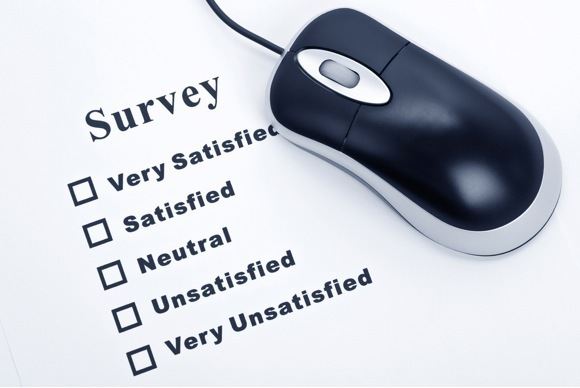 Survey
Very Satisfied
Satisfied
Neutral
Unsatisfied
Very Unsatisfied